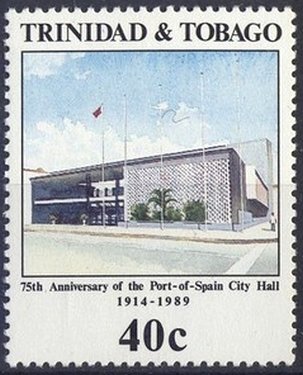 TRINIDAD & TOBAGO
75th Anniversary of the Port-of-Spain City Hall
1914-1989
40c